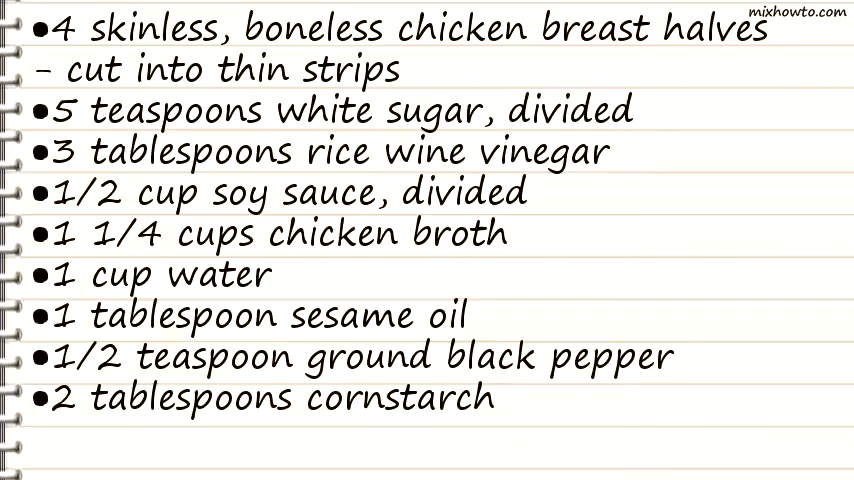 mixhowto.com
•4 skinless, boneless chicken breast halves
- cut into thin strips
•5 teaspoons white sugar, divided
•3 tablespoons rice wine vinegar
•1/2 cup soy sauce, divided
•1 1/4 cups chicken broth
•1 cup water
•1 tablespoon sesame oil
•1/2 teaspoon ground black pepper
•2 tablespoons cornstarch